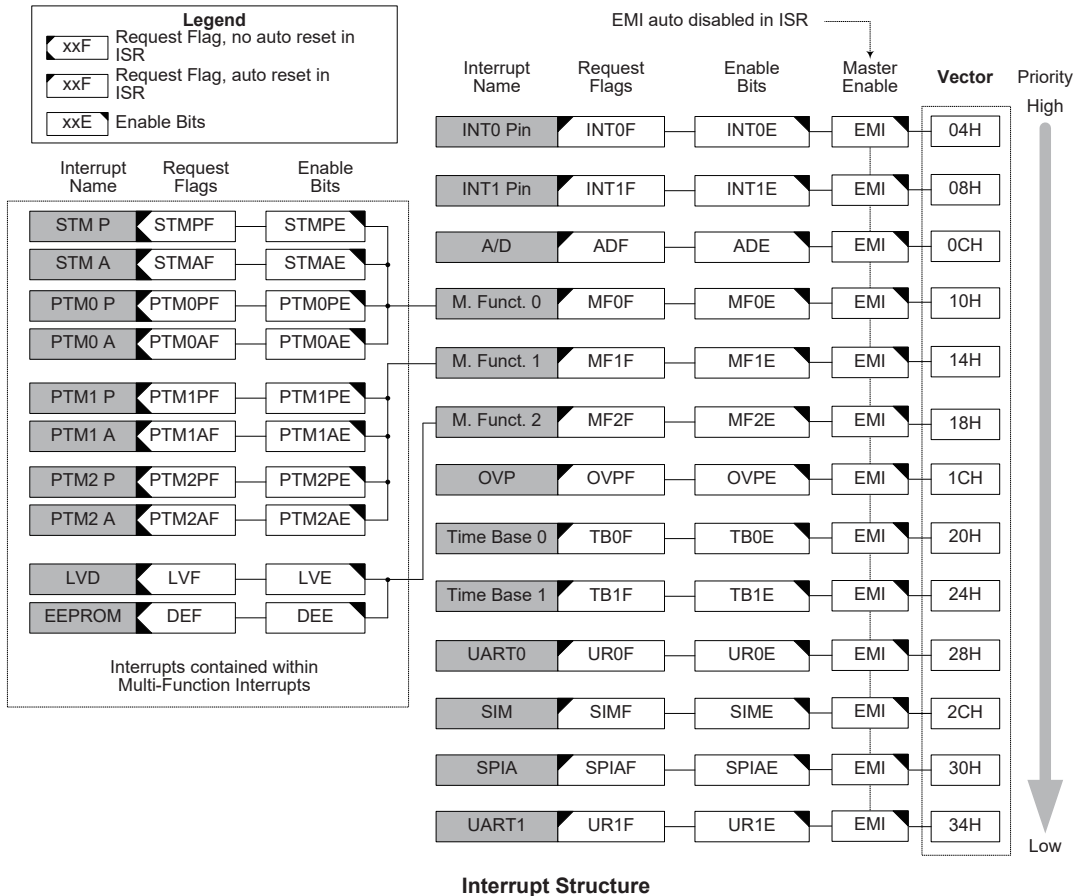 Legend
xxF Request Flag, no auto reset in
ISR
xxF Request Flag, auto reset in
ISR
xxE Enable Bits
EMI auto disabled in ISR
Interrupt Name Request Flags Enable Bits
STM P STMPF STMPE
STM A STMAF STMAE
PTM0 P PTM0PF PTM0PE
PTM0 A PTM0AF PTM0AE
PTM1 P PTM1PF PTM1PE
PTM1 A PTM1AF PTM1AE
PTM2 P PTM2PF PTM2PE
PTM2 A PTM2AF PTM2AE
LVD LVF LVE
EEPROM DEF DEE
Interrupts contained within
Multi-Function Interrupts
Interrupt Name Request Flags Enable Bits Master Enable Vector Priority
High
INT0 Pin INT0F INT0E EMI 04H
INT1 Pin INT1F INT1E EMI 08H
A/D ADF ADE EMI 0CH
M. Funct. 0 MF0F MF0E EMI 10H
M. Funct. 1 MF1F MF1E EMI 14H
M. Funct. 2 MF2F MF2E EMI 18H
OVP OVPF OVPE EMI 1CH
Time Base 0 TB0F TB0E EMI 20H
Time Base 1 TB1F TB1E EMI 24H
UART0 UR0F UR0E EMI 28H
SIM SIMF SIME EMI 2CH
SPIA SPIAF SPIAE EMI 30H
UART1 UR1F UR1E EMI 34H
Low
Interrupt Structure